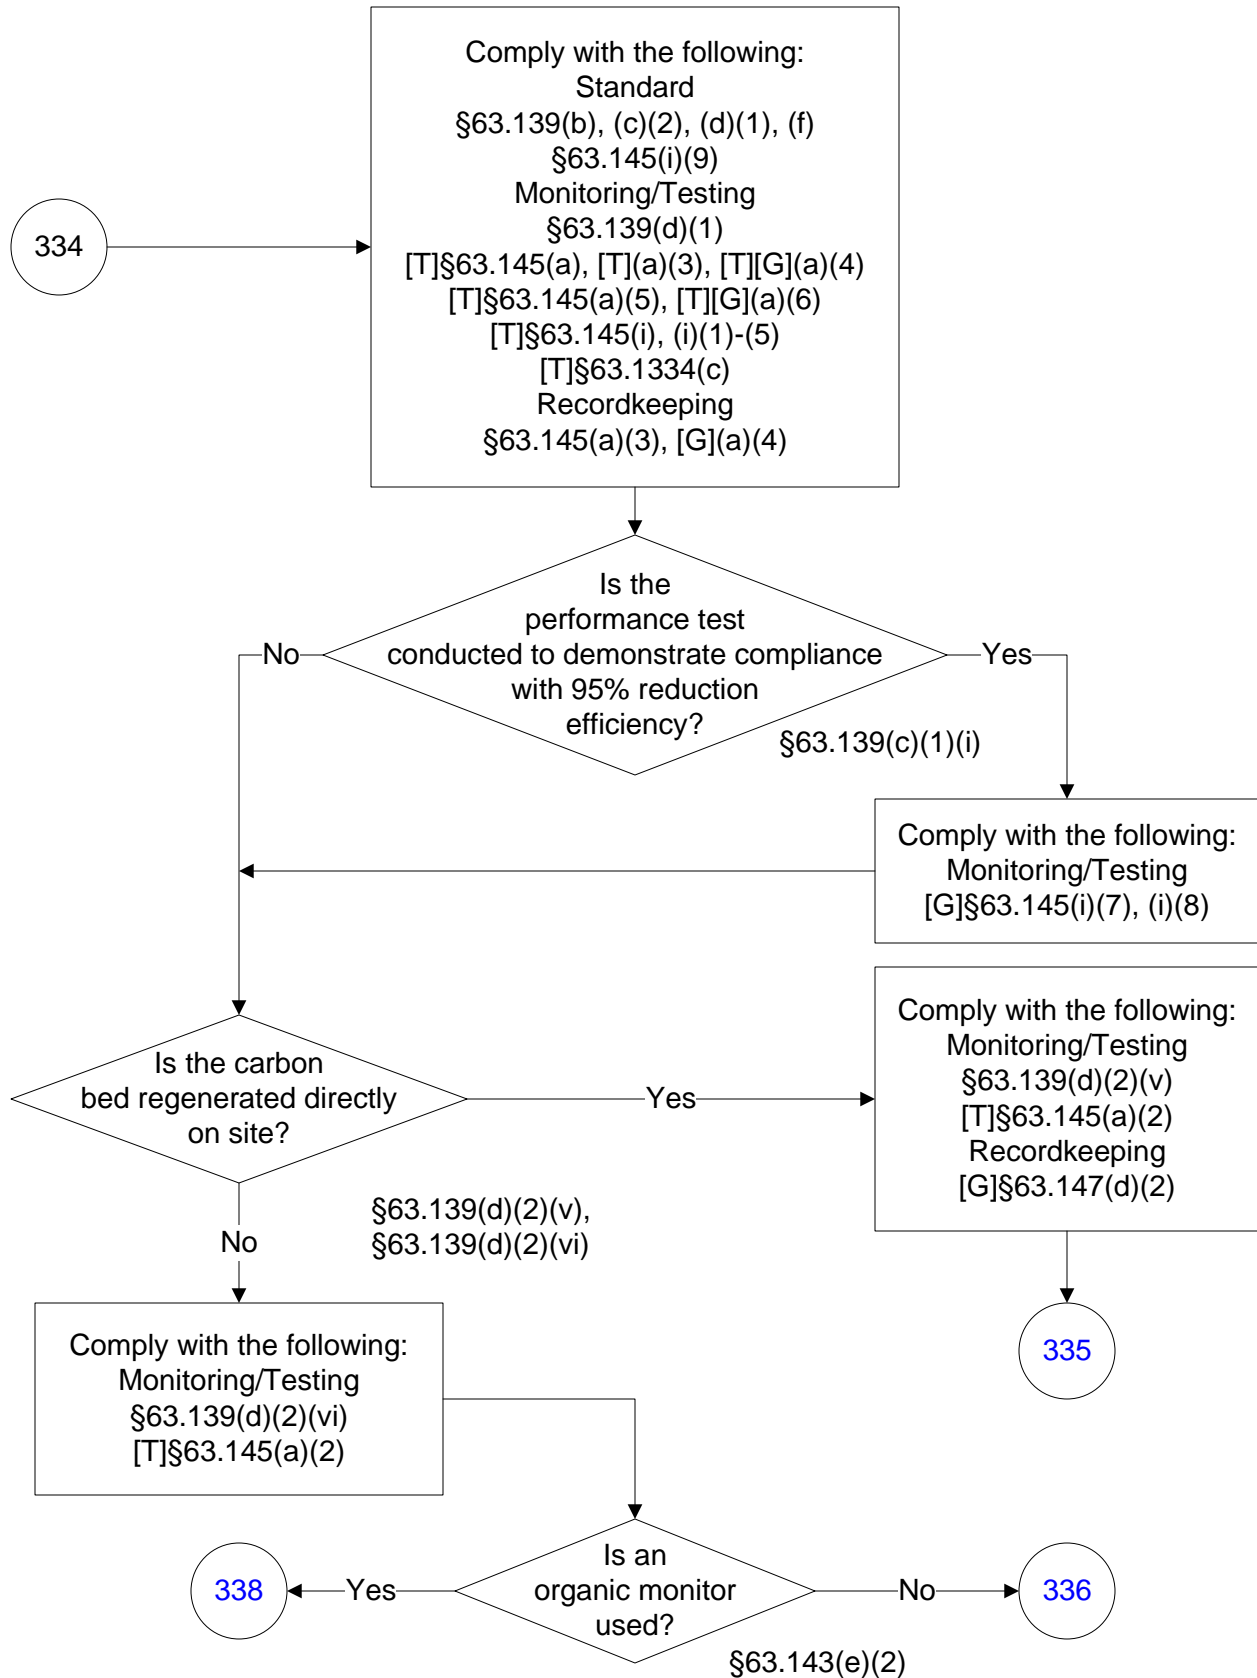 Comply with the following:
Standard
§63.139(b), (c)(2), (d)(1), (f)
§63.145(i)(9)
Monitoring/Testing
§63.139(d)(1)
[T]§63.145(a), [T](a)(3), [T][G](a)(4)
[T]§63.145(a)(5), [T][G](a)(6)
[T]§63.145(i), (i)(1)-(5)
[T]§63.1334(c)
Recordkeeping
§63.145(a)(3), [G](a)(4)
334
Is the
performance test
conducted to demonstrate compliance
with 95% reduction
efficiency?
No
Yes
§63.139(c)(1)(i)
Comply with the following:
Monitoring/Testing
[G]§63.145(i)(7), (i)(8)
Is the carbon
bed regenerated directly
on site?
Yes
Comply with the following:
Monitoring/Testing
§63.139(d)(2)(v)
[T]§63.145(a)(2)
Recordkeeping
[G]§63.147(d)(2)
No
§63.139(d)(2)(v),
§63.139(d)(2)(vi)
335
Comply with the following:
Monitoring/Testing
§63.139(d)(2)(vi)
[T]§63.145(a)(2)
Is an
organic monitor
used?
Yes
338
No
336
§63.143(e)(2)